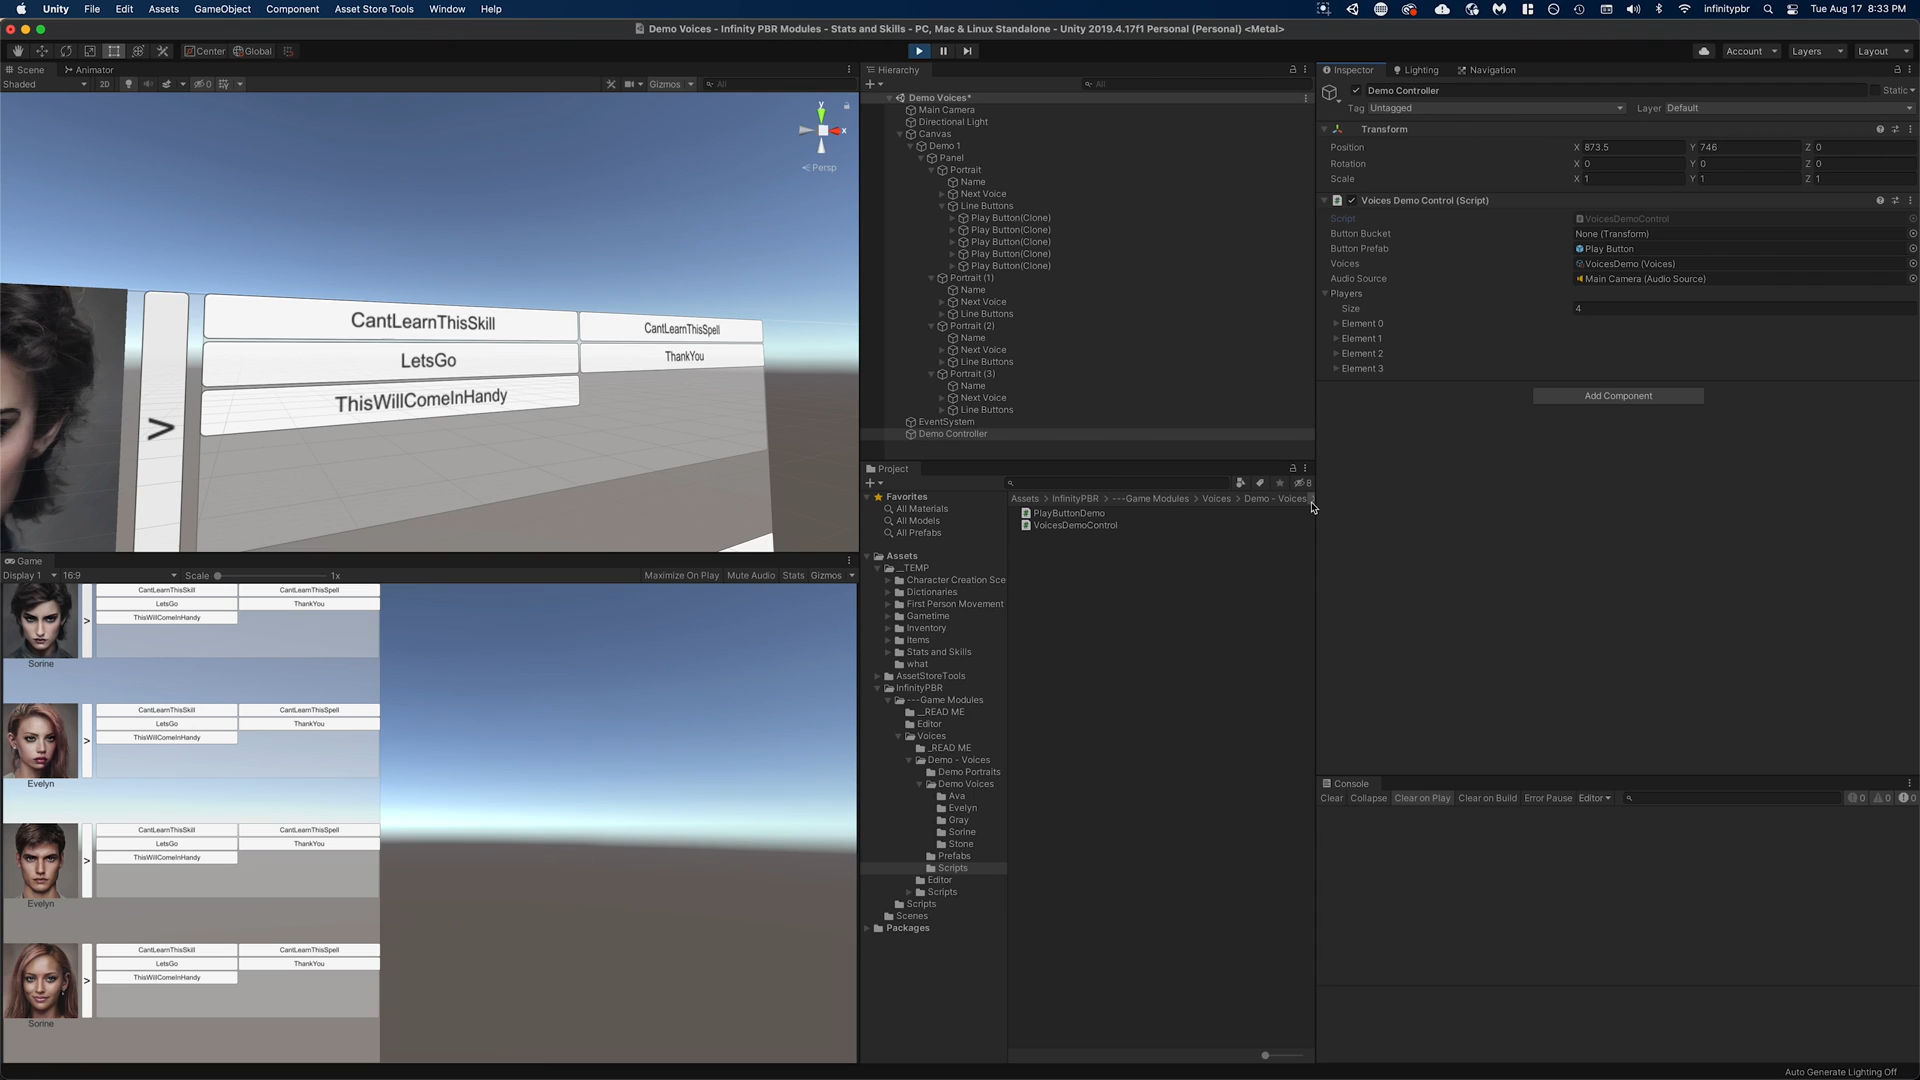 Unity File Edit Assets GameObject Component Asset Store Tools Window Help infinitypbr Tue Aug 17 8:33 PM
Demo Voices - Infinity PBR Modules - Stats and Skills - PC, Mac & Linux Standalone - Unity 2019.4.17f1 Personal (Personal) <Metal>
Center Global Account Layers Layout
Scene Animator
Shaded 2D 0 Gizmos All
y
x
Persp
CantLearnThisSkill CantLearnThisSpell
LetsGo ThankYou
ThisWillComeInHandy
>
Game
Display 1 16:9 Scale 1x Maximize On Play Mute Audio Stats Gizmos
CantLearnThisSkill CantLearnThisSpell
LetsGo ThankYou
ThisWillComeInHandy
>
Sorine
CantLearnThisSkill CantLearnThisSpell
LetsGo ThankYou
ThisWillComeInHandy
>
Evelyn
CantLearnThisSkill CantLearnThisSpell
LetsGo ThankYou
ThisWillComeInHandy
>
Evelyn
CantLearnThisSkill CantLearnThisSpell
LetsGo ThankYou
ThisWillComeInHandy
>
Sorine
Hierarchy
All
Demo Voices*
Main Camera
Directional Light
Canvas
Demo 1
Panel
Portrait
Name
Next Voice
Line Buttons
Play Button(Clone)
Play Button(Clone)
Play Button(Clone)
Play Button(Clone)
Play Button(Clone)
Portrait (1)
Name
Next Voice
Line Buttons
Portrait (2)
Name
Next Voice
Line Buttons
Portrait (3)
Name
Next Voice
Line Buttons
EventSystem
Demo Controller
Project
8
Favorites
All Materials
All Models
All Prefabs
Assets
__TEMP
Character Creation Sce
Dictionaries
First Person Movement
Gametime
Inventory
Items
Stats and Skills
what
AssetStoreTools
InfinityPBR
---Game Modules
__READ ME
Editor
Voices
_READ ME
Demo - Voices
Demo Portraits
Demo Voices
Ava
Evelyn
Gray
Sorine
Stone
Prefabs
Scripts
Editor
Scripts
Scripts
Scenes
Packages
Assets > InfinityPBR > ---Game Modules > Voices > Demo - Voices
PlayButtonDemo
VoicesDemoControl
Inspector Lighting Navigation
Demo Controller Static
Tag Untagged Layer Default
Transform
Position X 873.5 Y 746 Z 0
Rotation X 0 Y 0 Z 0
Scale X 1 Y 1 Z 1
Voices Demo Control (Script)
Script VoicesDemoControl
Button Bucket None (Transform)
Button Prefab Play Button
Voices VoicesDemo (Voices)
Audio Source Main Camera (Audio Source)
Players
Size 4
Element 0
Element 1
Element 2
Element 3
Add Component
Console
Clear Collapse Clear on Play Clear on Build Error Pause Editor 0 0 0
Auto Generate Lighting Off